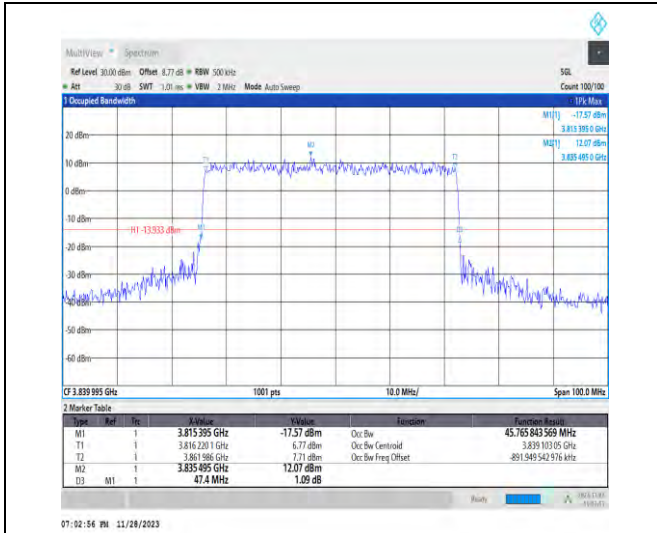 MultiView Spectrum
Ref Level 30.00 dBm Offset 8.77 dB RBW 500 kHz SGL
Att 30 dB SWT 1.01 ms VBW 2 MHz Mode Auto Sweep Count 100/100
1 Occupied Bandwidth 1Pk Max
M1[1] -17.57 dBm
3.815 395 0 GHz
M2[1] 12.07 dBm
3.835 495 0 GHz
20 dBm
M2
T1 T2
10 dBm
0 dBm
-10 dBm
H1 -13.933 dBm M1 D3
-20 dBm
-30 dBm
-40 dBm
-50 dBm
-60 dBm
CF 3.839 995 GHz 1001 pts 10.0 MHz/ Span 100.0 MHz
2 Marker Table
Type Ref Trc X-Value Y-Value Function Function Result
M1 1 3.815 395 GHz -17.57 dBm Occ Bw 45.765 843 569 MHz
T1 1 3.816 220 1 GHz 6.77 dBm Occ Bw Centroid 3.839 103 05 GHz
T2 1 3.861 986 GHz 7.71 dBm Occ Bw Freq Offset -891.949 542 976 kHz
M2 1 3.835 495 GHz 12.07 dBm
D3 M1 1 47.4 MHz 1.09 dB
Ready
07:02:56 PM 11/28/2023